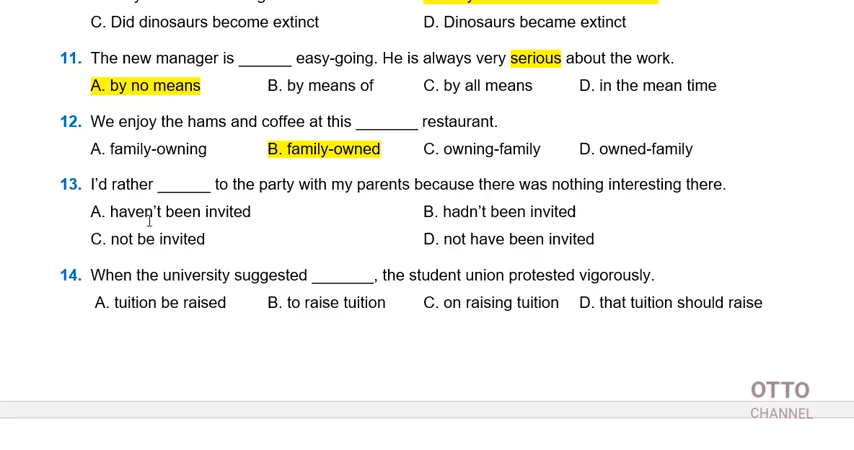 C. Did dinosaurs become extinct D. Dinosaurs became extinct
11. The new manager is ______ easy-going. He is always very serious about the work.
A. by no means B. by means of C. by all means D. in the mean time
12. We enjoy the hams and coffee at this _______ restaurant.
A. family-owning B. family-owned C. owning-family D. owned-family
13. I’d rather ______ to the party with my parents because there was nothing interesting there.
A. haven’t been invited B. hadn’t been invited
C. not be invited D. not have been invited
14. When the university suggested _______, the student union protested vigorously.
A. tuition be raised B. to raise tuition C. on raising tuition D. that tuition should raise
OTTO
CHANNEL